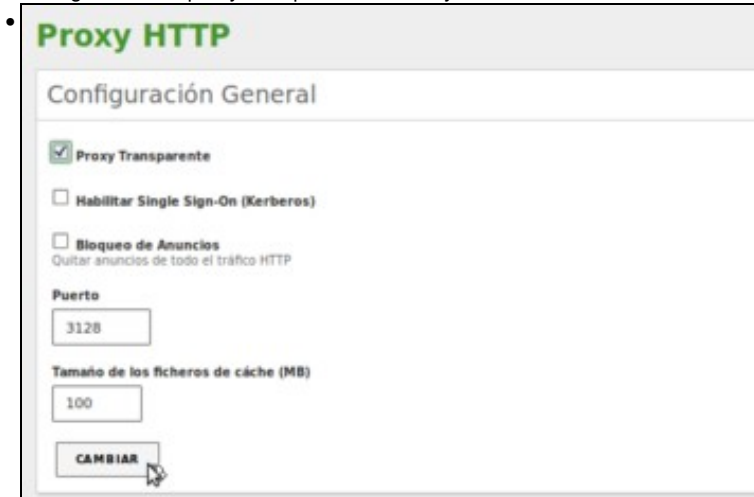 Proxy HTTP
Configuración General
Proxy Transparente
Habilitar Single Sign-On (Kerberos)
Bloqueo de Anuncios
Quitar anuncios de todo el tráfico HTTP
Puerto
3128
Tamaño de los ficheros de cáche (MB)
100
CAMBIAR